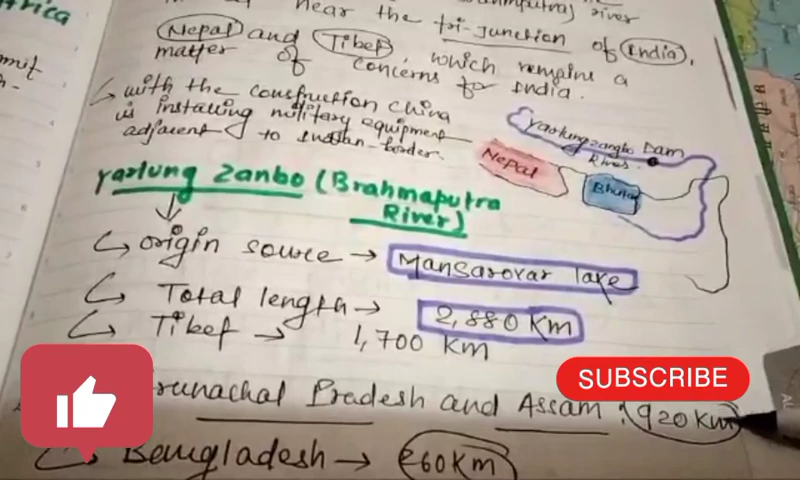 near the tri-junction of India,
Nepal and Tibet, which remains a
matter of concerns for India.
with the construction china
is installing military equipment
adjacent to Indian-border.
Yarlung zangbo Dam
River.
Nepal
Bhutan
Yarlung Zanbo (Brahmaputra
River)
origin source → Mansarovar lake
Total length → 2,880 Km
Tibet → 1,700 KM
Arunachal Pradesh and Assam (920 Km)
Bangladesh → 260 Km
SUBSCRIBE